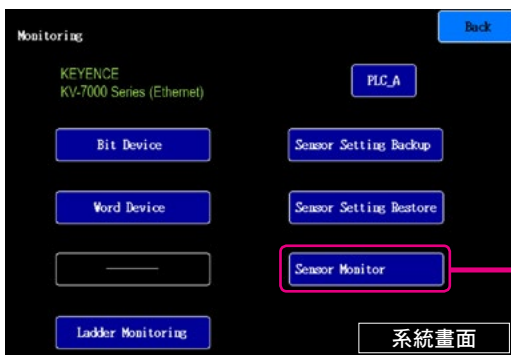 Monitoring
Back
KEYENCE
KV-7000 Series (Ethernet)
PLC_A
Bit Device
Sensor Setting Backup
Word Device
Sensor Setting Restore
Sensor Monitor
Ladder Monitoring
系統畫面